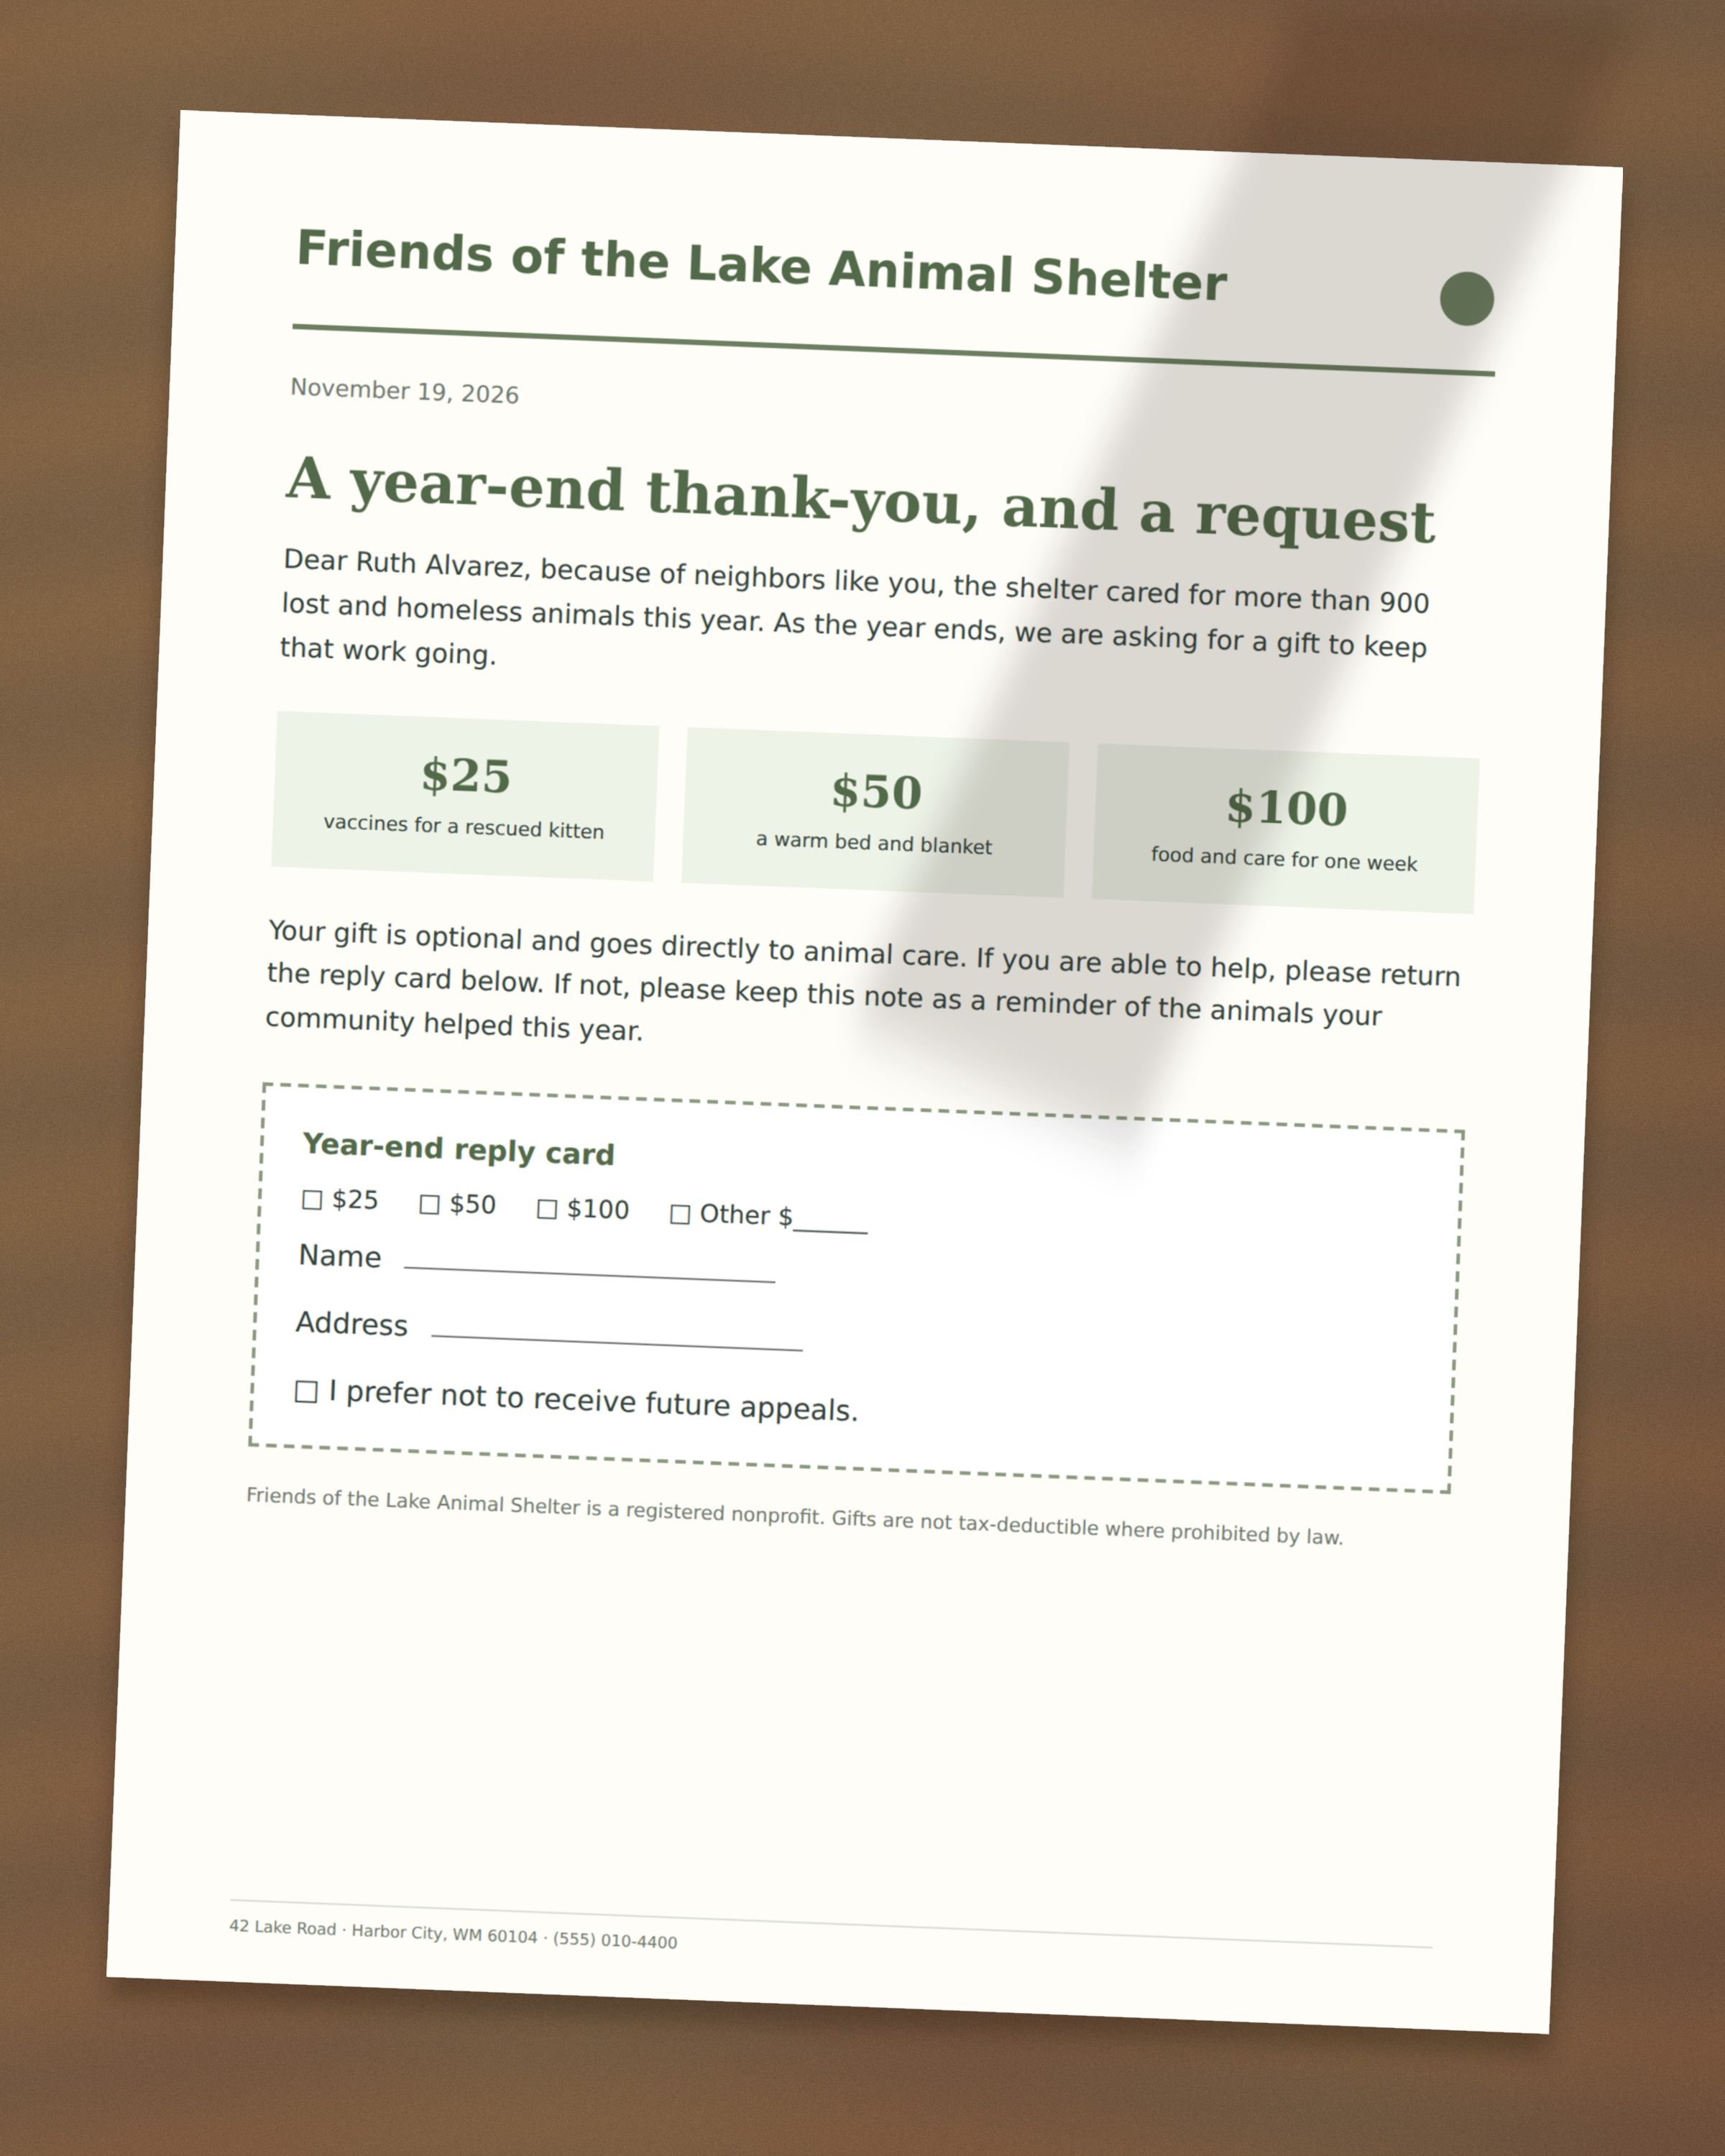 Friends of the Lake Animal Shelter
November 19, 2026
A year-end thank-you, and a request
Dear Ruth Alvarez, because of neighbors like you, the shelter cared for more than 900
lost and homeless animals this year. As the year ends, we are asking for a gift to keep
that work going.
$25
vaccines for a rescued kitten
$50
a warm bed and blanket
$100
food and care for one week
Your gift is optional and goes directly to animal care. If you are able to help, please return
the reply card below. If not, please keep this note as a reminder of the animals your
community helped this year.
Year-end reply card
□ $25 □ $50 □ $100 □ Other $______
Name
Address
□ I prefer not to receive future appeals.
Friends of the Lake Animal Shelter is a registered nonprofit. Gifts are not tax-deductible where prohibited by law.
42 Lake Road · Harbor City, WM 60104 · (555) 010-4400